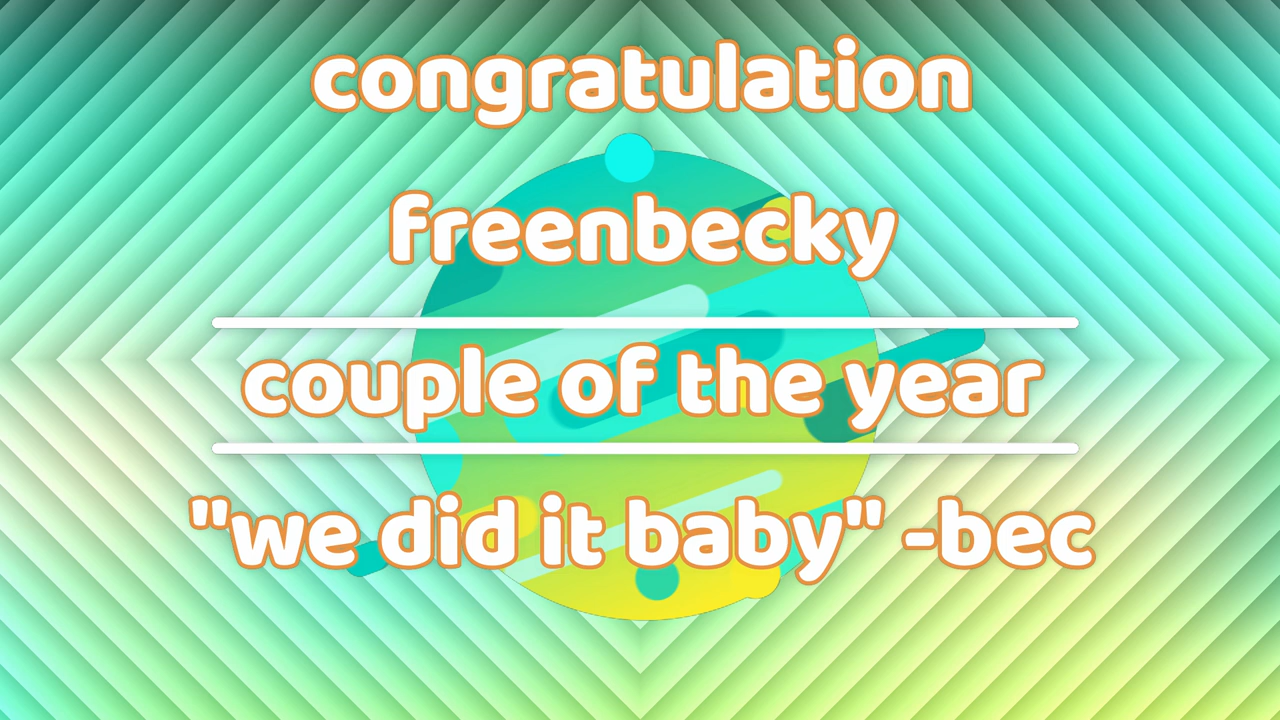 congratulation
freenbecky
couple of the year
"we did it baby" -bec